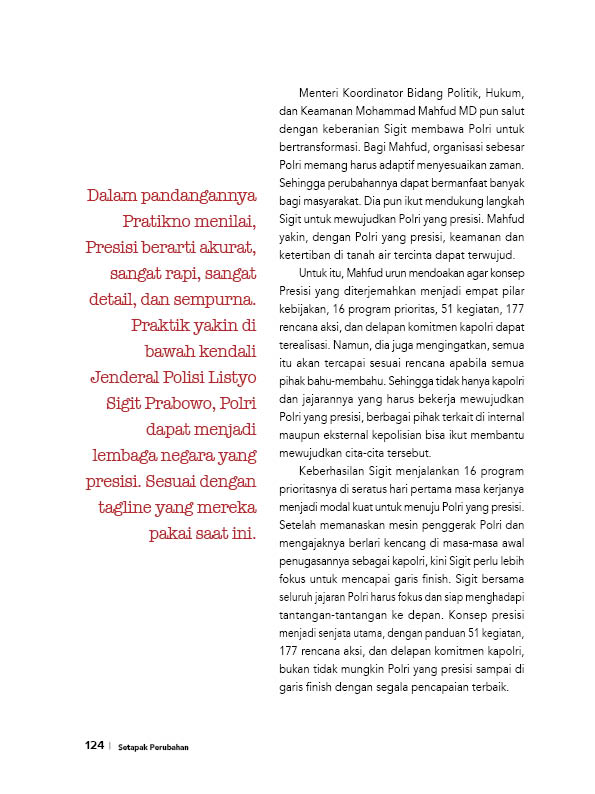 Dalam pandangannya
Pratikno menilai,
Presisi berarti akurat,
sangat rapi, sangat
detail, dan sempurna.
Praktik yakin di
bawah kendali
Jenderal Polisi Listyo
Sigit Prabowo, Polri
dapat menjadi
lembaga negara yang
presisi. Sesuai dengan
tagline yang mereka
pakai saat ini.
Menteri Koordinator Bidang Politik, Hukum,
dan Keamanan Mohammad Mahfud MD pun salut
dengan keberanian Sigit membawa Polri untuk
bertransformasi. Bagi Mahfud, organisasi sebesar
Polri memang harus adaptif menyesuaikan zaman.
Sehingga perubahannya dapat bermanfaat banyak
bagi masyarakat. Dia pun ikut mendukung langkah
Sigit untuk mewujudkan Polri yang presisi. Mahfud
yakin, dengan Polri yang presisi, keamanan dan
ketertiban di tanah air tercinta dapat terwujud.
Untuk itu, Mahfud urun mendoakan agar konsep
Presisi yang diterjemahkan menjadi empat pilar
kebijakan, 16 program prioritas, 51 kegiatan, 177
rencana aksi, dan delapan komitmen kapolri dapat
terealisasi. Namun, dia juga mengingatkan, semua
itu akan tercapai sesuai rencana apabila semua
pihak bahu-membahu. Sehingga tidak hanya kapolri
dan jajarannya yang harus bekerja mewujudkan
Polri yang presisi, berbagai pihak terkait di internal
maupun eksternal kepolisian bisa ikut membantu
mewujudkan cita-cita tersebut.
Keberhasilan Sigit menjalankan 16 program
prioritasnya di seratus hari pertama masa kerjanya
menjadi modal kuat untuk menuju Polri yang presisi.
Setelah memanaskan mesin penggerak Polri dan
mengajaknya berlari kencang di masa-masa awal
penugasannya sebagai kapolri, kini Sigit perlu lebih
fokus untuk mencapai garis finish. Sigit bersama
seluruh jajaran Polri harus fokus dan siap menghadapi
tantangan-tantangan ke depan. Konsep presisi
menjadi senjata utama, dengan panduan 51 kegiatan,
177 rencana aksi, dan delapan komitmen kapolri,
bukan tidak mungkin Polri yang presisi sampai di
garis finish dengan segala pencapaian terbaik.
124 | Setapak Perubahan